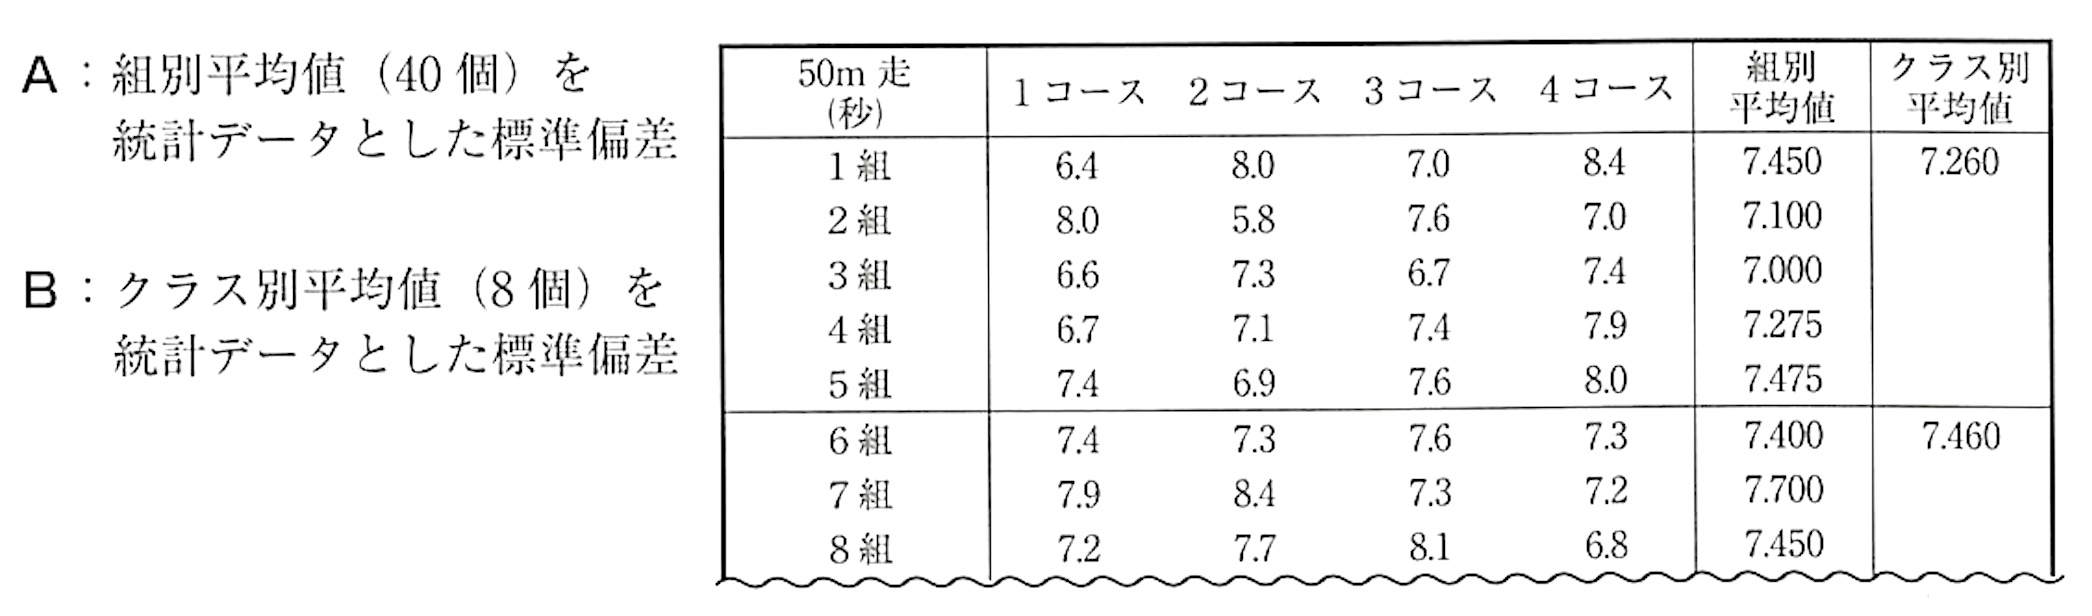 A：組別平均値（40個）を
統計データとした標準偏差
B：クラス別平均値（8個）を
統計データとした標準偏差
50m走
(秒) 1コース 2コース 3コース 4コース 組別
平均値 クラス別
平均値
1組 6.4 8.0 7.0 8.4 7.450 7.260
2組 8.0 5.8 7.6 7.0 7.100
3組 6.6 7.3 6.7 7.4 7.000
4組 6.7 7.1 7.4 7.9 7.275
5組 7.4 6.9 7.6 8.0 7.475
6組 7.4 7.3 7.6 7.3 7.400 7.460
7組 7.9 8.4 7.3 7.2 7.700
8組 7.2 7.7 8.1 6.8 7.450